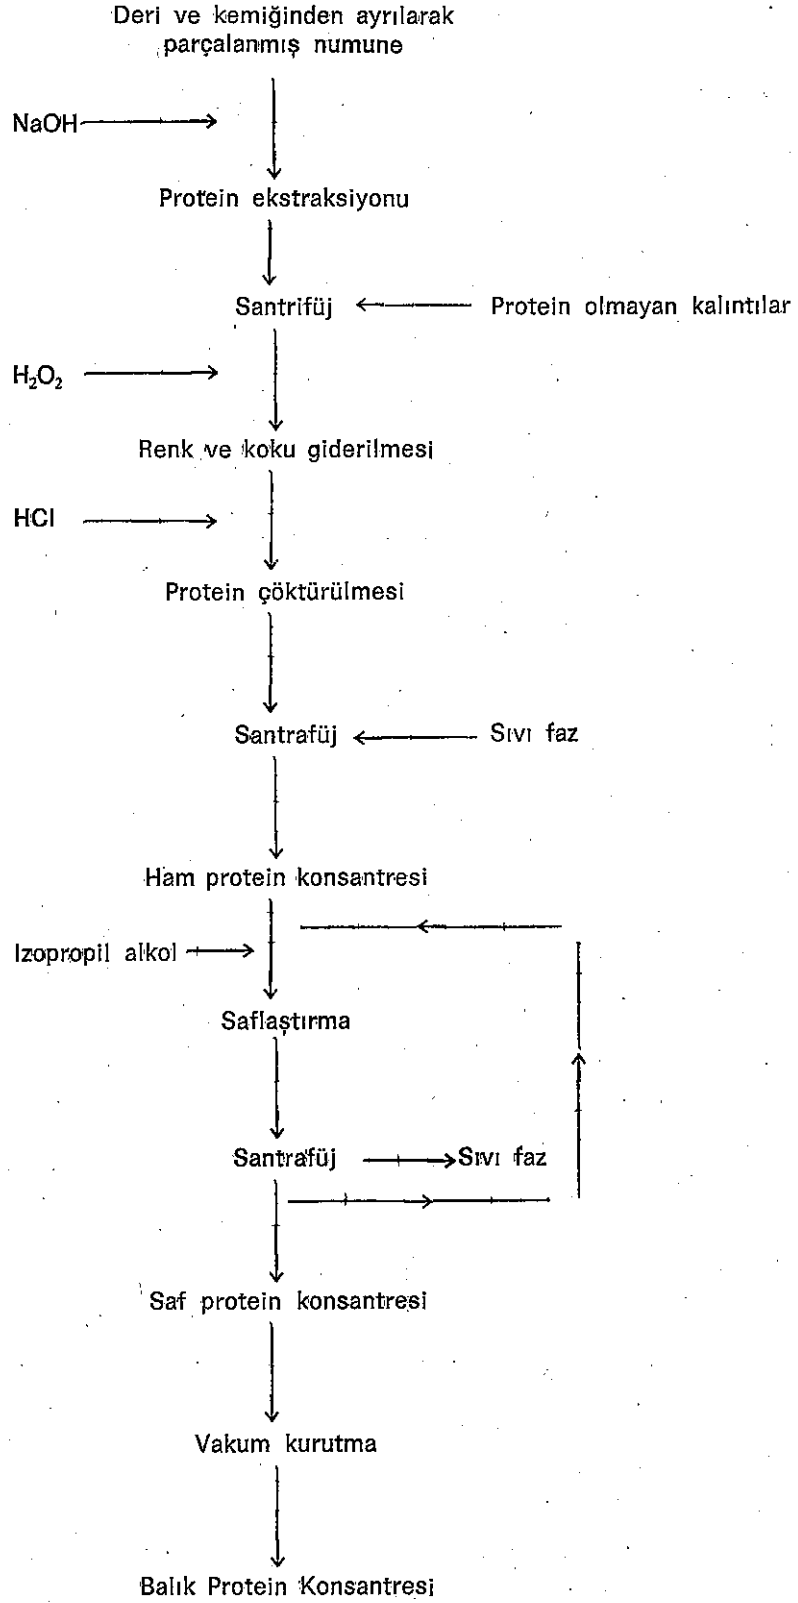 Deri ve kemiğinden ayrılarak
parçalanmış numune
NaOH
Protein ekstraksiyonu
Santrifüj
Protein olmayan kalıntılar
H₂O₂
Renk ve koku giderilmesi
HCl
Protein çöktürülmesi
Santrafüj
Sıvı faz
Ham protein konsantresi
Izopropil alkol
Saflaştırma
Santrafüj
Sıvı faz
Saf protein konsantresi
Vakum kurutma
Balık Protein Konsantresi